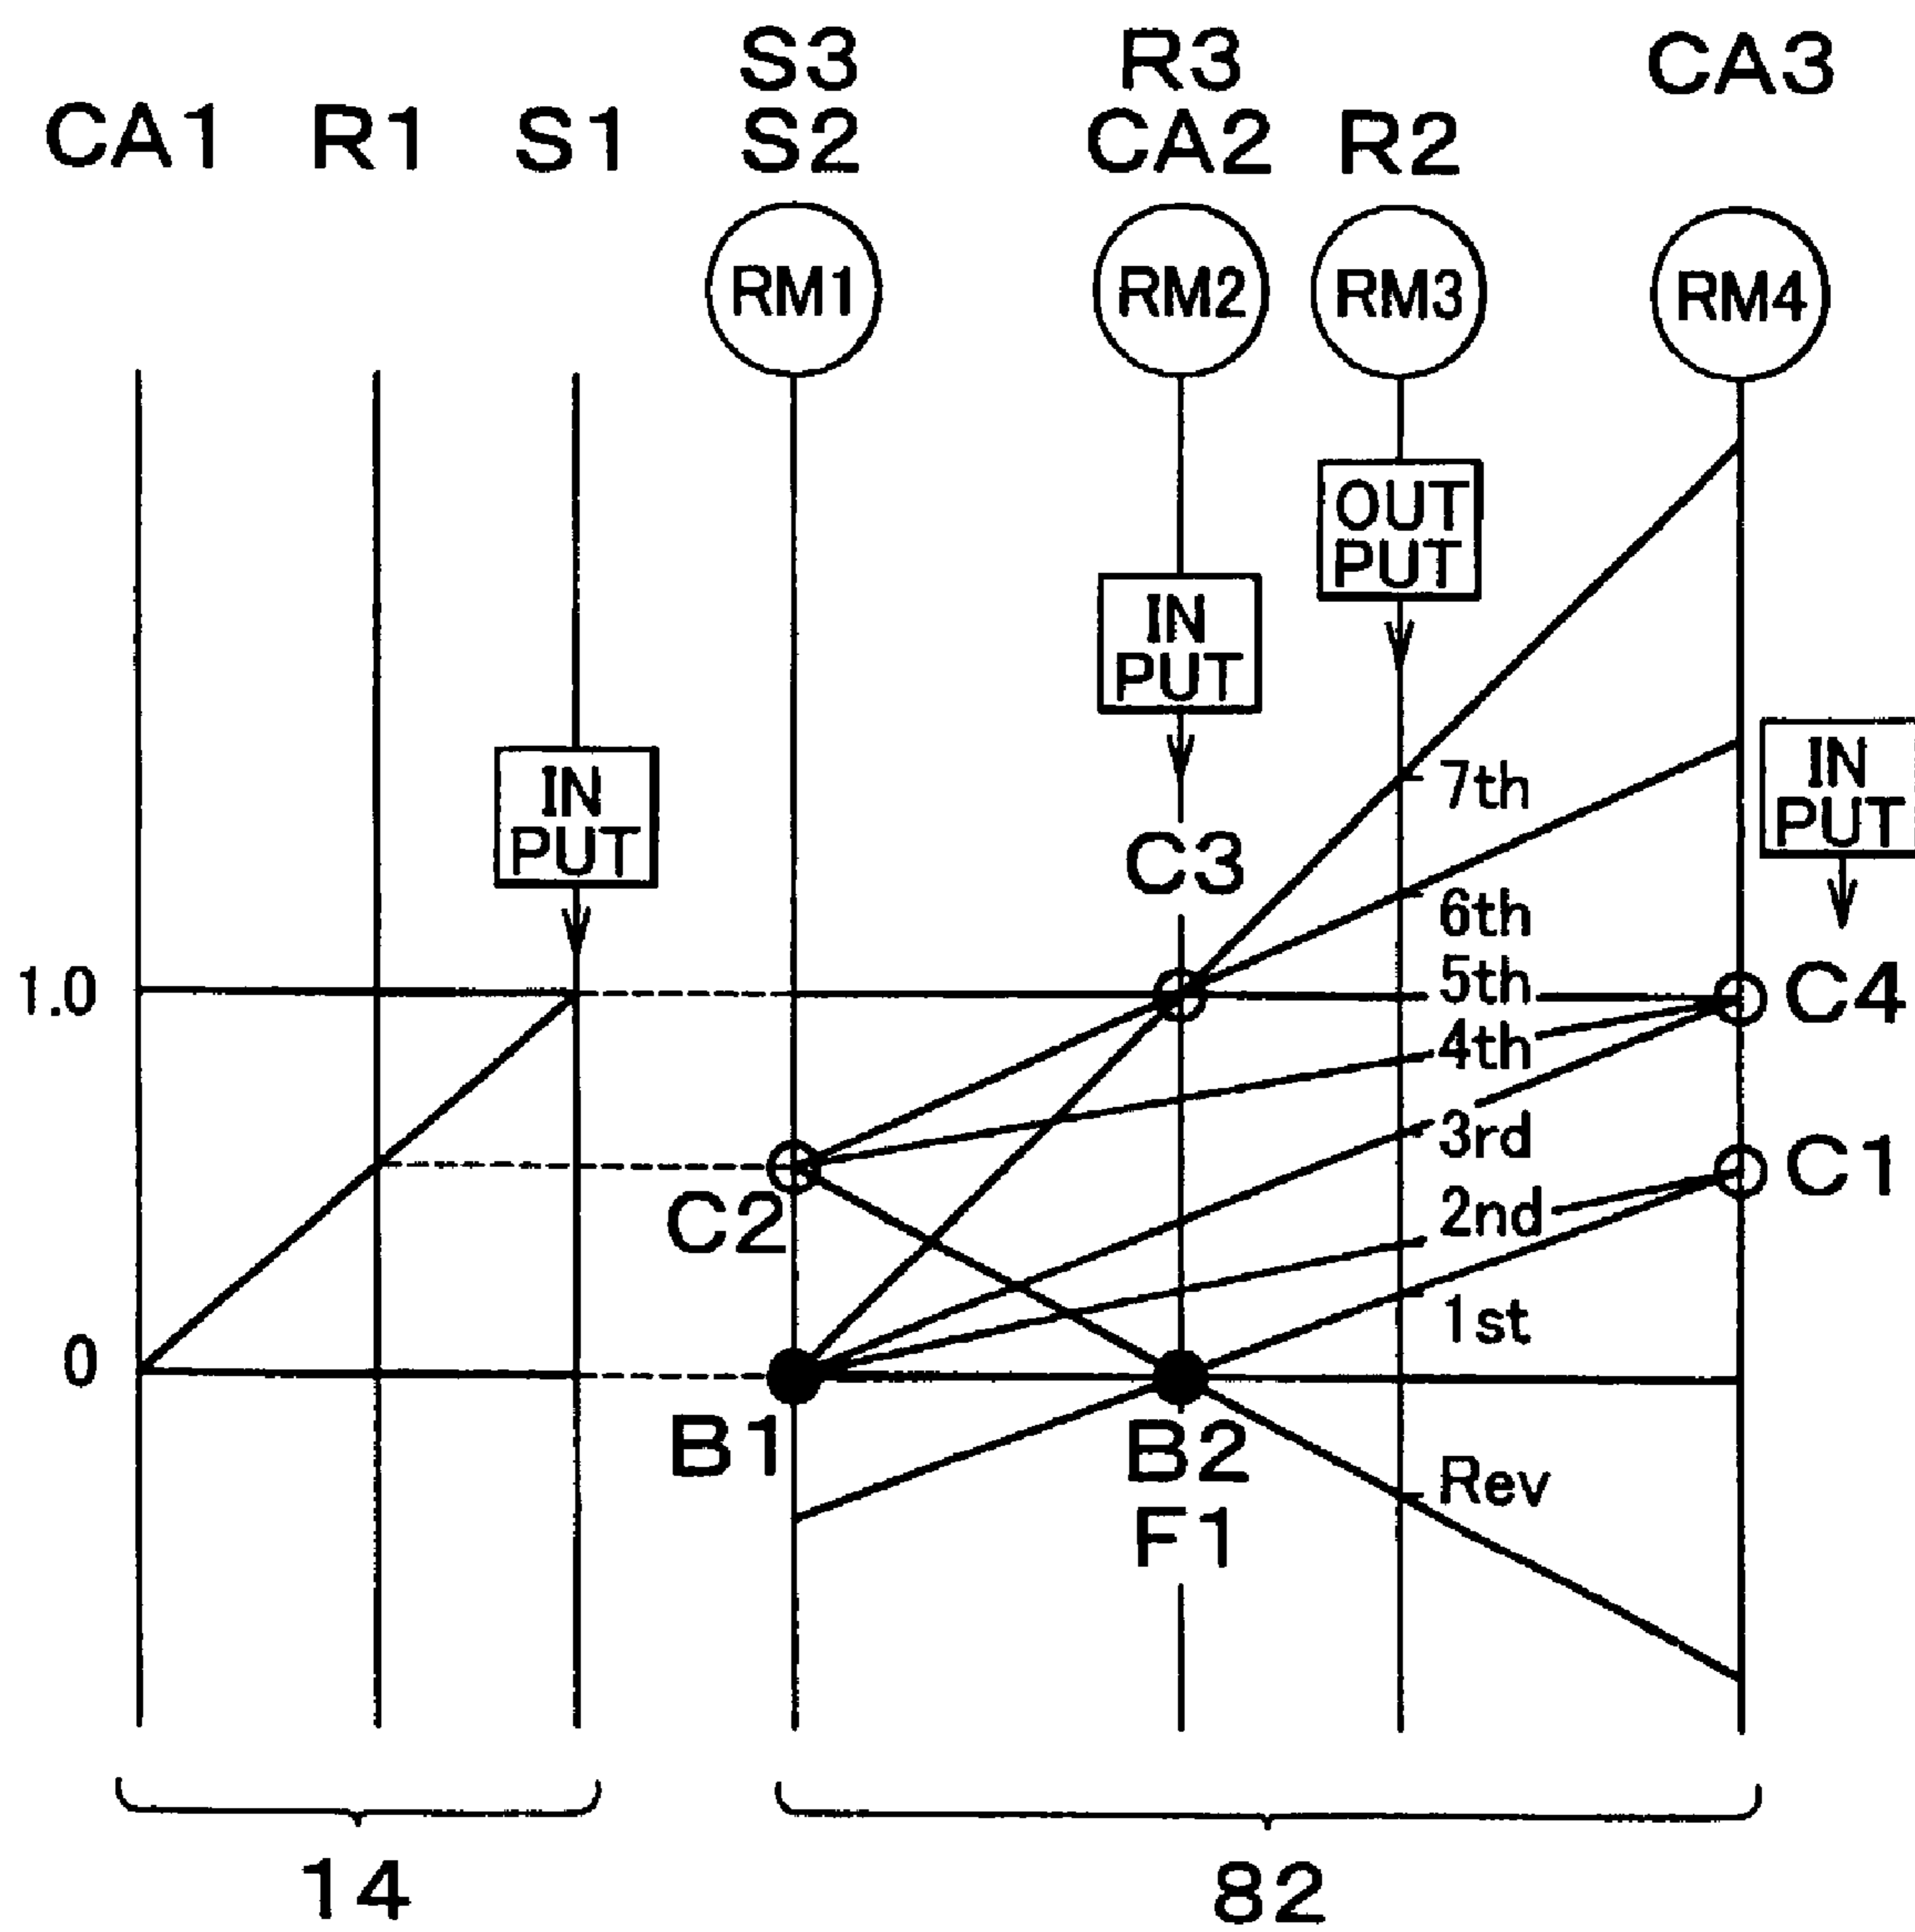 S3 R3 CA3
CA1 R1 S1 S2 CA2 R2
RM1 RM2 RM3 RM4
OUT
PUT
IN
PUT
IN
PUT
IN
PUT
7th
C3
6th
1.0
5th
C4
4th
3rd
C1
C2
2nd
1st
0
B1
B2
Rev
F1
14
82